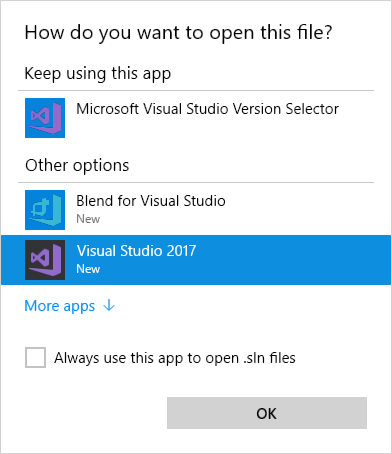 How do you want to open this file?
Keep using this app
Microsoft Visual Studio Version Selector
Other options
Blend for Visual Studio
New
Visual Studio 2017
New
More apps ↓
Always use this app to open .sln files
OK